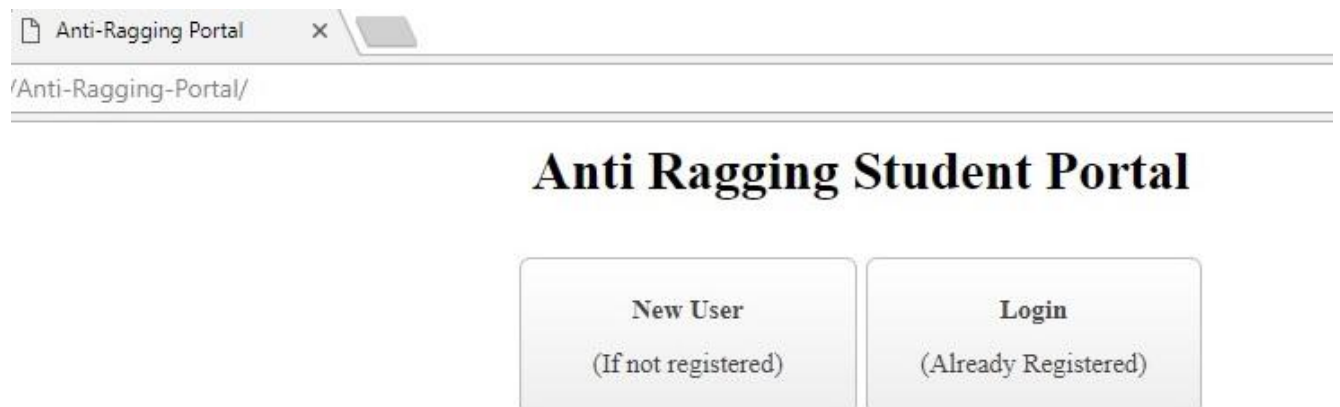 Anti-Ragging Portal
/Anti-Ragging-Portal/
Anti Ragging Student Portal
New User
(If not registered)
Login
(Already Registered)